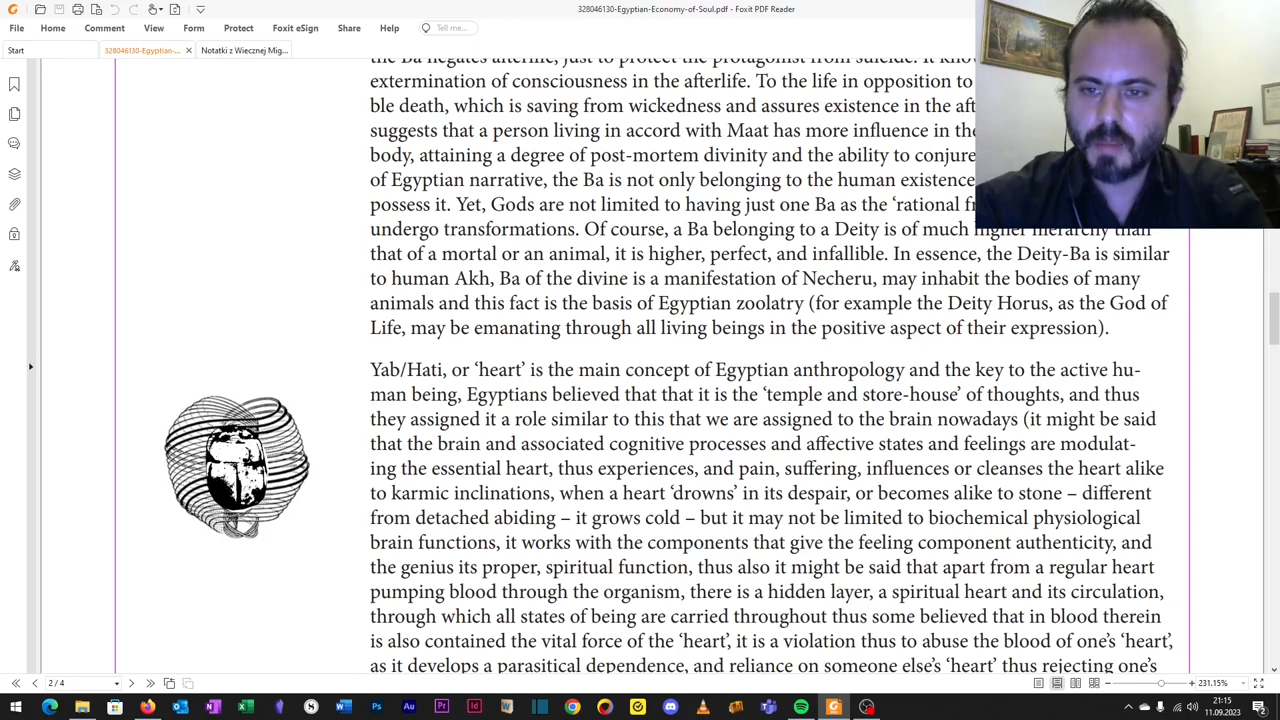 328046130-Egyptian-Economy-of-Soul.pdf - Foxit PDF Reader
File Home Comment View Form Protect Foxit eSign Share Help Tell me...
Start 328046130-Egyptian-... Notatki z Wiecznej Mig...
the Ba negates afterlife, just to protect the protagonist from suicide. It
extermination of consciousness in the afterlife. To the life in opposition to
ble death, which is saving from wickedness and assures existence in the
suggests that a person living in accord with Maat has more influence in the
body, attaining a degree of post-mortem divinity and the ability to conjure
of Egyptian narrative, the Ba is not only belonging to the human existence
possess it. Yet, Gods are not limited to having just one Ba as the ‘rational
undergo transformations. Of course, a Ba belonging to a Deity is of much higher hierarchy than
that of a mortal or an animal, it is higher, perfect, and infallible. In essence, the Deity-Ba is similar
to human Akh, Ba of the divine is a manifestation of Necheru, may inhabit the bodies of many
animals and this fact is the basis of Egyptian zoolatry (for example the Deity Horus, as the God of
Life, may be emanating through all living beings in the positive aspect of their expression).
Yab/Hati, or ‘heart’ is the main concept of Egyptian anthropology and the key to the active hu-
man being, Egyptians believed that that it is the ‘temple and store-house’ of thoughts, and thus
they assigned it a role similar to this that we are assigned to the brain nowadays (it might be said
that the brain and associated cognitive processes and affective states and feelings are modulat-
ing the essential heart, thus experiences, and pain, suffering, influences or cleanses the heart alike
to karmic inclinations, when a heart ‘drowns’ in its despair, or becomes alike to stone – different
from detached abiding – it grows cold – but it may not be limited to biochemical physiological
brain functions, it works with the components that give the feeling component authenticity, and
the genius its proper, spiritual function, thus also it might be said that apart from a regular heart
pumping blood through the organism, there is a hidden layer, a spiritual heart and its circulation,
through which all states of being are carried throughout thus some believed that in blood therein
is also contained the vital force of the ‘heart’, it is a violation thus to abuse the blood of one’s ‘heart’,
as it develops a parasitical dependence, and reliance on someone else’s ‘heart’ thus rejecting one’s
2 / 4
231.15%
21:15
11.09.2023